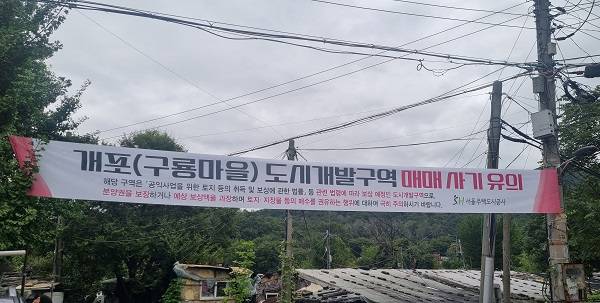 개포(구룡마을) 도시개발구역 매매 사기 유의
해당 구역은 '공익사업을 위한 토지 등의 취득 및 보상에 관한 법률」 등 관련 법령에 따라 보상 예정인 도시개발구역으로,
분양권을 보장하거나 예상 보상액을 과장하며 토지·지장물 등의 매수를 권유하는 행위에 대하여 극히 주의하시기 바랍니다.
SH 서울주택도시공사